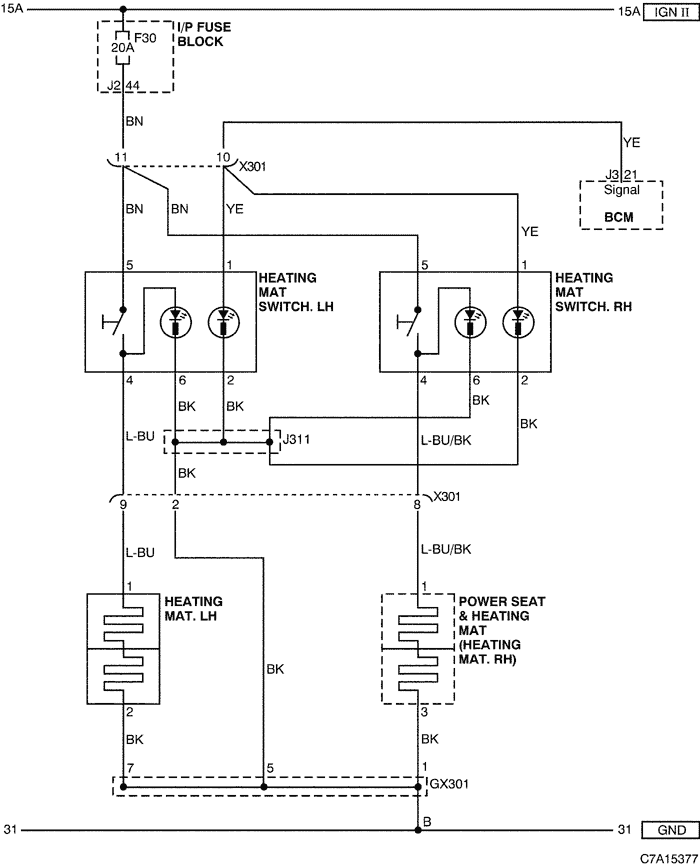 15A
15A IGN II
I/P FUSE
BLOCK
F30
20A
J2 44
BN
YE
11
10
X301
J3 21
Signal
BCM
BN
BN
YE
YE
5
1
5
1
HEATING
MAT
SWITCH. LH
HEATING
MAT
SWITCH. RH
4
6
2
4
6
2
BK
BK
BK
BK
L-BU
J311
L-BU/BK
BK
X301
9
2
8
L-BU
L-BU/BK
1
1
HEATING
MAT. LH
POWER SEAT
& HEATING
MAT
(HEATING
MAT. RH)
BK
2
3
BK
BK
7
5
1
GX301
B
31
31 GND
C7A15377